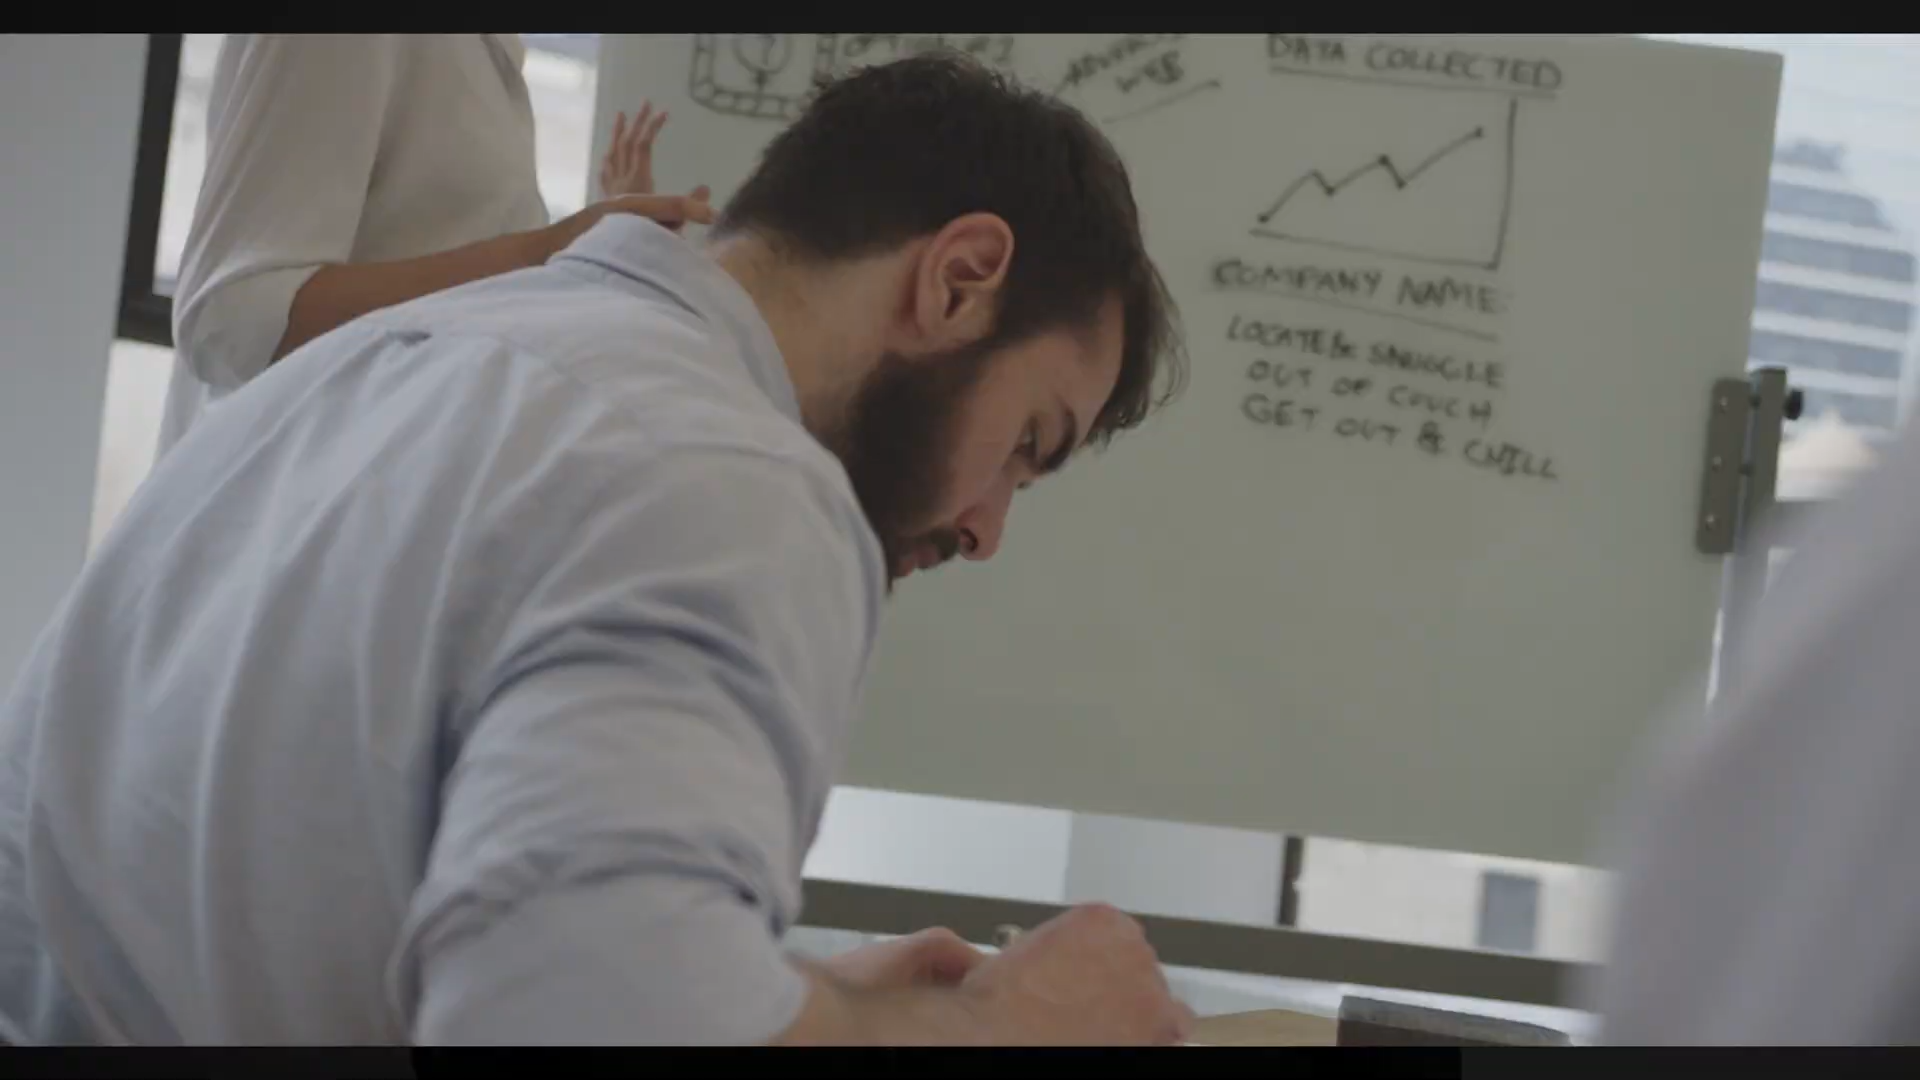 DATA COLLECTED
COMPANY NAME:
LOCATE & SNUGGLE
OUT OF COUCH
GET OUT & CHILL